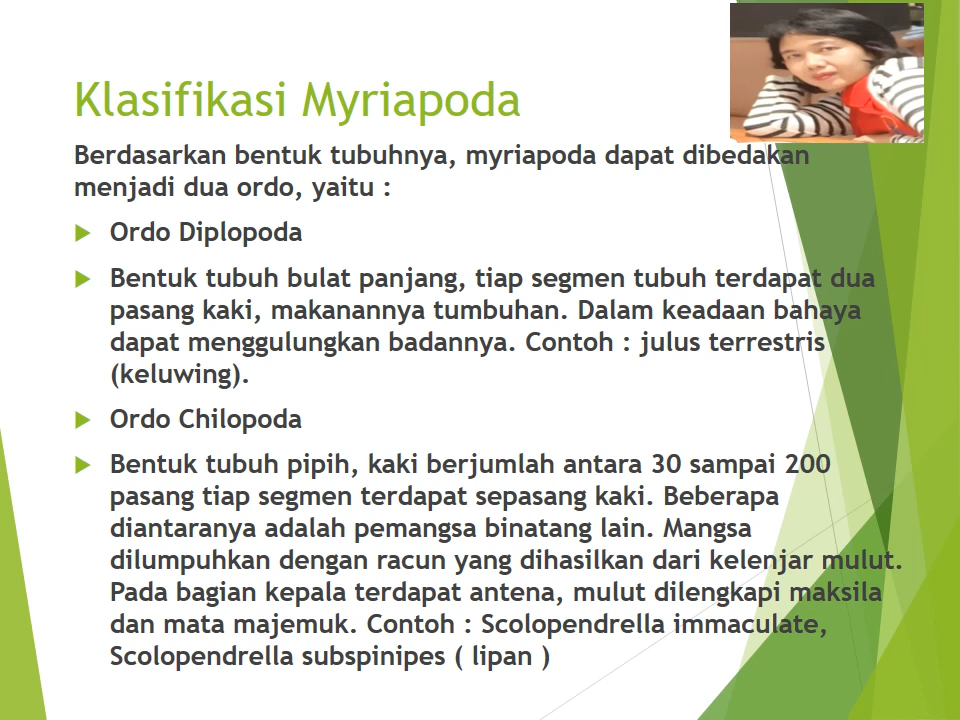 Klasifikasi Myriapoda
Berdasarkan bentuk tubuhnya, myriapoda dapat dibedakan
menjadi dua ordo, yaitu :
Ordo Diplopoda
Bentuk tubuh bulat panjang, tiap segmen tubuh terdapat dua
pasang kaki, makanannya tumbuhan. Dalam keadaan bahaya
dapat menggulungkan badannya. Contoh : julus terrestris
(keluwing).
Ordo Chilopoda
Bentuk tubuh pipih, kaki berjumlah antara 30 sampai 200
pasang tiap segmen terdapat sepasang kaki. Beberapa
diantaranya adalah pemangsa binatang lain. Mangsa
dilumpuhkan dengan racun yang dihasilkan dari kelenjar mulut.
Pada bagian kepala terdapat antena, mulut dilengkapi maksila
dan mata majemuk. Contoh : Scolopendrella immaculate,
Scolopendrella subspinipes ( lipan )